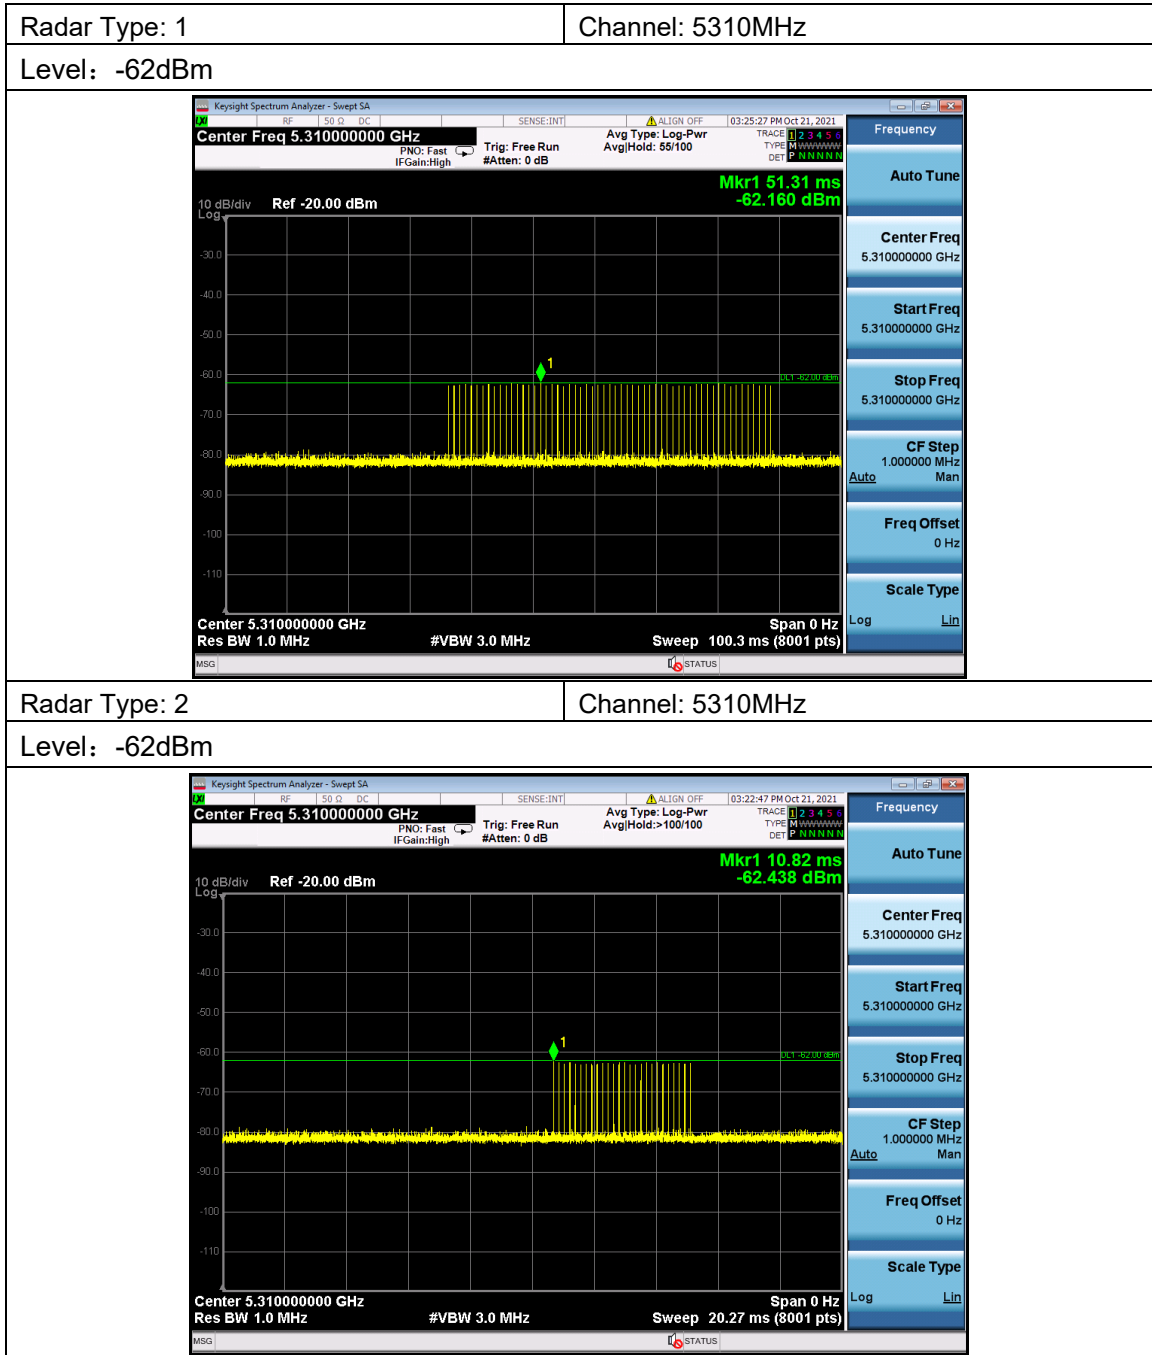 Radar Type: 1 Channel: 5310MHz
Level：-62dBm
Keysight Spectrum Analyzer - Swept SA
LXI RF 50 Ω DC SENSE:INT ALIGN OFF 03:25:27 PM Oct 21, 2021
Center Freq 5.310000000 GHz
PNO: Fast
IFGain:High
Trig: Free Run
#Atten: 0 dB
Avg Type: Log-Pwr
Avg|Hold: 55/100
TRACE 1 2 3 4 5 6
TYPE M WWWWW
DET P N N N N N
Mkr1 51.31 ms
-62.160 dBm
10 dB/div Ref -20.00 dBm
Log
1
DL1 -62.00 dBm
-30.0
-40.0
-50.0
-60.0
-70.0
-80.0
-90.0
-100
-110
Center 5.310000000 GHz Span 0 Hz
Res BW 1.0 MHz #VBW 3.0 MHz Sweep 100.3 ms (8001 pts)
MSG STATUS
Frequency
Auto Tune
Center Freq
5.310000000 GHz
Start Freq
5.310000000 GHz
Stop Freq
5.310000000 GHz
CF Step
1.000000 MHz
Auto Man
Freq Offset
0 Hz
Scale Type
Log Lin
Radar Type: 2 Channel: 5310MHz
Level：-62dBm
Keysight Spectrum Analyzer - Swept SA
LXI RF 50 Ω DC SENSE:INT ALIGN OFF 03:22:47 PM Oct 21, 2021
Center Freq 5.310000000 GHz
PNO: Fast
IFGain:High
Trig: Free Run
#Atten: 0 dB
Avg Type: Log-Pwr
Avg|Hold:>100/100
TRACE 1 2 3 4 5 6
TYPE M WWWWW
DET P N N N N N
Mkr1 10.82 ms
-62.438 dBm
10 dB/div Ref -20.00 dBm
Log
1
DL1 -62.00 dBm
-30.0
-40.0
-50.0
-60.0
-70.0
-80.0
-90.0
-100
-110
Center 5.310000000 GHz Span 0 Hz
Res BW 1.0 MHz #VBW 3.0 MHz Sweep 20.27 ms (8001 pts)
MSG STATUS
Frequency
Auto Tune
Center Freq
5.310000000 GHz
Start Freq
5.310000000 GHz
Stop Freq
5.310000000 GHz
CF Step
1.000000 MHz
Auto Man
Freq Offset
0 Hz
Scale Type
Log Lin